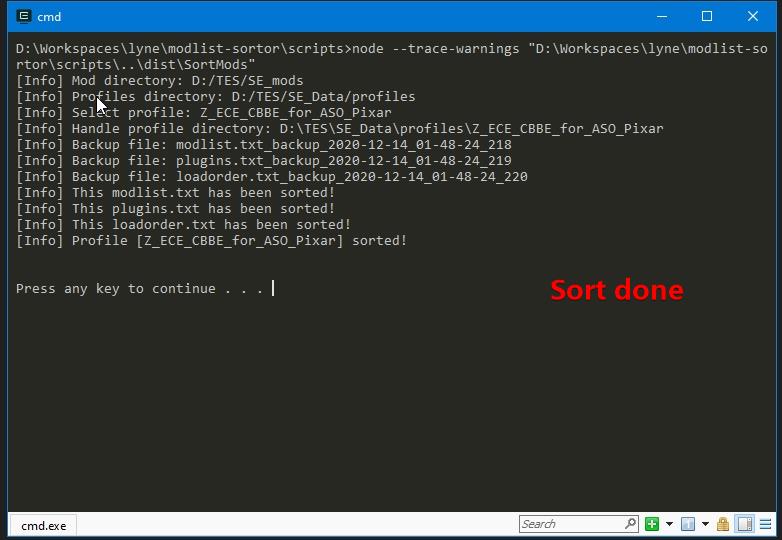 cmd
D:\Workspaces\lyne\modlist-sortor\scripts>node --trace-warnings "D:\Workspaces\lyne\modlist-so
rtor\scripts\..\dist\SortMods"
[Info] Mod directory: D:/TES/SE_mods
[Info] Profiles directory: D:/TES/SE_Data/profiles
[Info] Select profile: Z_ECE_CBBE_for_ASO_Pixar
[Info] Handle profile directory: D:\TES\SE_Data\profiles\Z_ECE_CBBE_for_ASO_Pixar
[Info] Backup file: modlist.txt_backup_2020-12-14_01-48-24_218
[Info] Backup file: plugins.txt_backup_2020-12-14_01-48-24_219
[Info] Backup file: loadorder.txt_backup_2020-12-14_01-48-24_220
[Info] This modlist.txt has been sorted!
[Info] This plugins.txt has been sorted!
[Info] This loadorder.txt has been sorted!
[Info] Profile [Z_ECE_CBBE_for_ASO_Pixar] sorted!
Press any key to continue . . .
Sort done
cmd.exe
Search